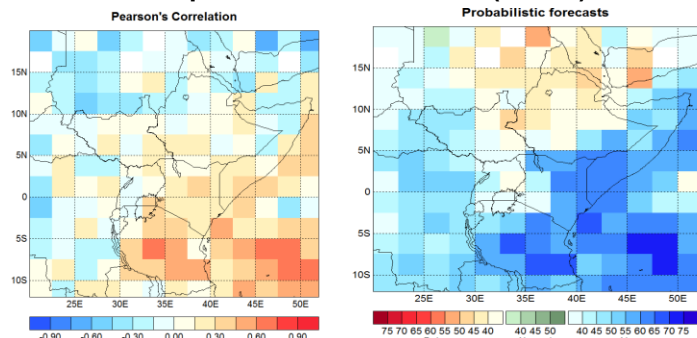 Pearson's Correlation
Probabilistic forecasts
15N
10N
5N
0
5S
10S
25E 30E 35E 40E 45E 50E
-0.90 -0.60 -0.30 0.00 0.30 0.60 0.90
15N
10N
5N
0
5S
10S
25E 30E 35E 40E 45E 50E
75 70 65 60 55 50 45 40 40 45 50 40 45 50 55 60 65 70 75